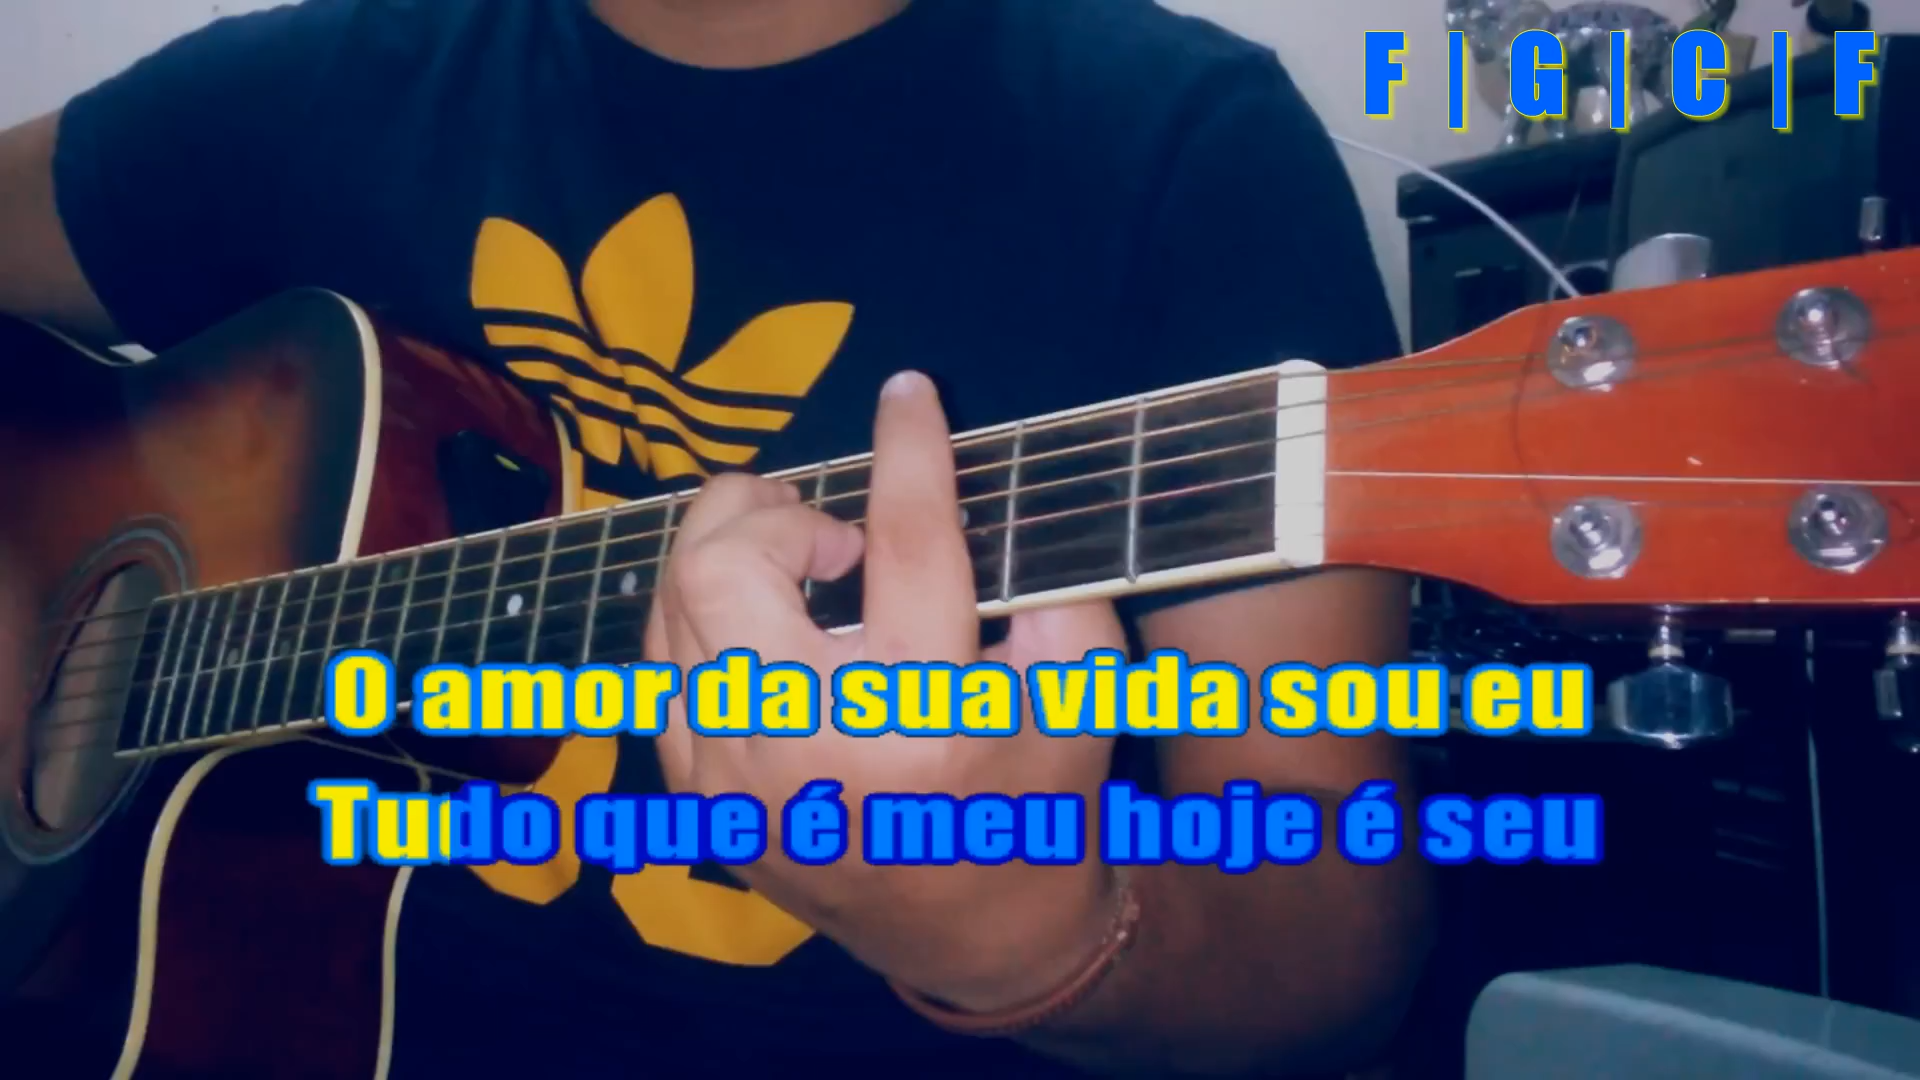 F | G | C | F
O amor da sua vida sou eu
Tudo que é meu hoje é seu